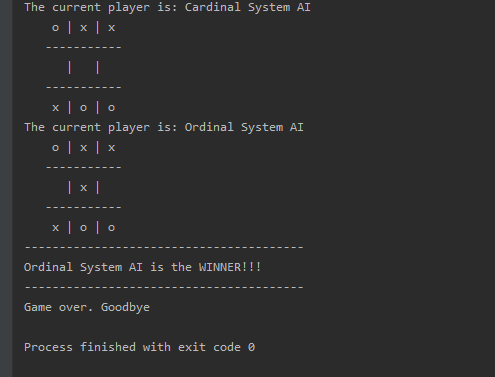 The current player is: Cardinal System AI
    o | x | x
   -----------
      |   |
   -----------
    x | o | o
The current player is: Ordinal System AI
    o | x | x
   -----------
      | x |
   -----------
    x | o | o
----------------------------------------
Ordinal System AI is the WINNER!!!
----------------------------------------
Game over. Goodbye

Process finished with exit code 0